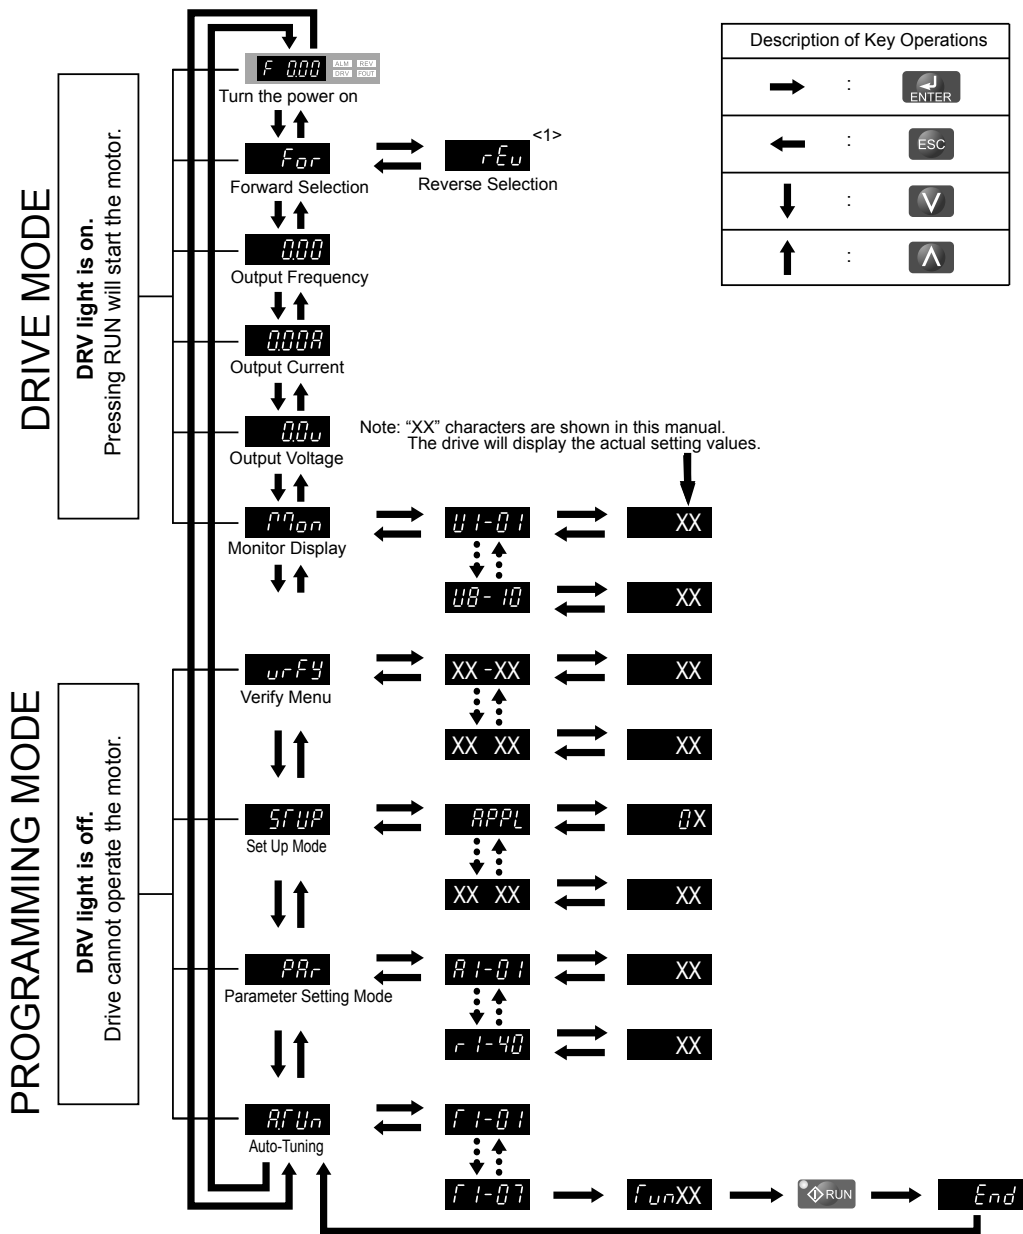 DRIVE MODE
DRV light is on.
Pressing RUN will start the motor.
F 0.00
ALM REV
DRV FOUT
Turn the power on
For
Forward Selection
rEv
<1>
Reverse Selection
0.00
Output Frequency
0.00A
Output Current
0.0v
Output Voltage
Mon
Monitor Display
U1-01
XX
U8-10
XX
Note: “XX” characters are shown in this manual.
The drive will display the actual setting values.
Description of Key Operations
: ENTER
: ESC
:
:
PROGRAMMING MODE
DRV light is off.
Drive cannot operate the motor.
vrFY
Verify Menu
XX-XX
XX
XX XX
XX
STUP
Set Up Mode
APPL
0X
XX XX
XX
PAr
Parameter Setting Mode
A1-01
XX
r1-40
XX
A.TUn
Auto-Tuning
T1-01
T1-07
TunXX
RUN
End